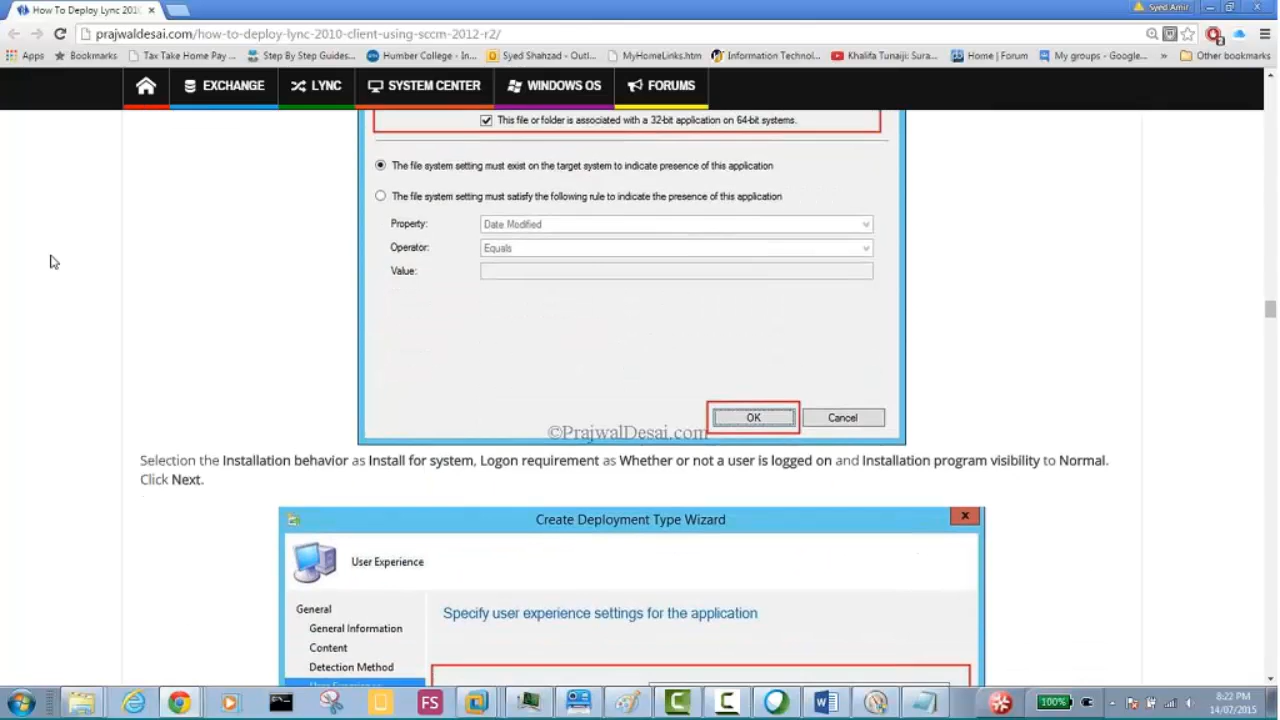 How To Deploy Lync 2010
Syed Amir
prajwaldesai.com/how-to-deploy-lync-2010-client-using-sccm-2012-r2/
Apps
Bookmarks
Tax Take Home Pay ...
Step By Step Guides...
Humber College - In...
Syed Shahzad - Outl...
MyHomeLinks.htm
Information Technol...
Khalifa Tunaiji: Sura...
Home | Forum
My groups - Google...
»
Other bookmarks
EXCHANGE
LYNC
SYSTEM CENTER
WINDOWS OS
FORUMS
This file or folder is associated with a 32-bit application on 64-bit systems.
The file system setting must exist on the target system to indicate presence of this application
The file system setting must satisfy the following rule to indicate the presence of this application
Property:
Date Modified
Operator:
Equals
Value:
OK
Cancel
©PrajwalDesai.com
Selection the Installation behavior as Install for system, Logon requirement as Whether or not a user is logged on and Installation program visibility to Normal.
Click Next.
Create Deployment Type Wizard
x
User Experience
General
Specify user experience settings for the application
General Information
Content
Detection Method
FS
100%
8:22 PM
14/07/2015